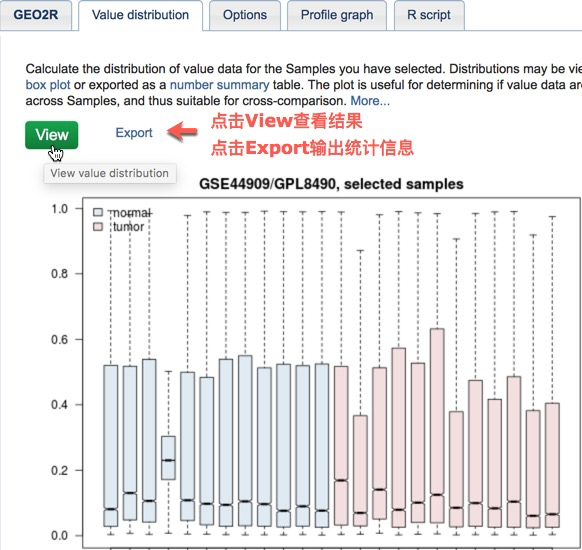 GEO2R Value distribution Options Profile graph R script
Calculate the distribution of value data for the Samples you have selected. Distributions may be vie
box plot or exported as a number summary table. The plot is useful for determining if value data are
across Samples, and thus suitable for cross-comparison. More...
View Export 点击View查看结果
点击Export输出统计信息
View value distribution
GSE44909/GPL8490, selected samples
normal
tumor
1.0
0.8
0.6
0.4
0.2
0.0